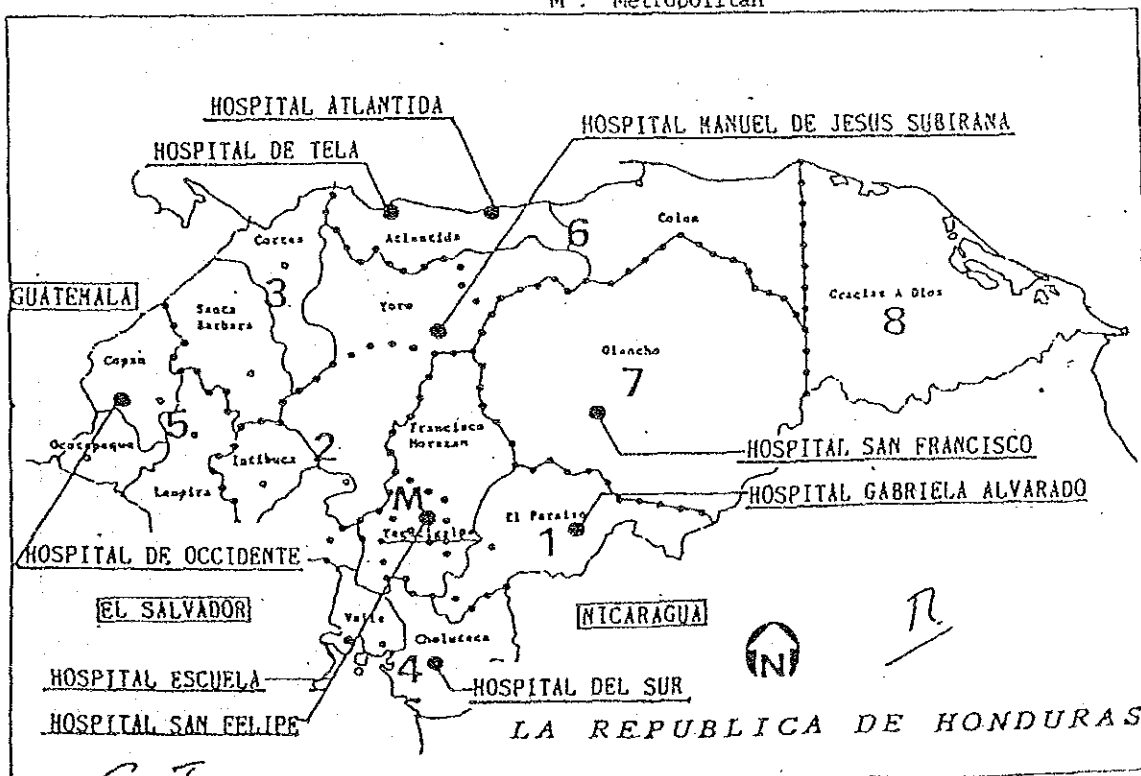 M : Metropolitan
HOSPITAL ATLANTIDA
HOSPITAL MANUEL DE JESUS SUBIRANA
HOSPITAL DE TELA
Colon
6
Cortes
Atlantida
GUATEMALA
3
Santa
Barbara
Yoro
Gracias A Dios
8
Copan
Olancho
7
5
Francisco
Morazan
Ocotepeque
2
Intibuca
HOSPITAL SAN FRANCISCO
Lempira
HOSPITAL GABRIELA ALVARADO
M
El Paraiso
1
Tegucigalpa
HOSPITAL DE OCCIDENTE
EL SALVADOR
NICARAGUA
Valle
Choluteca
N
4
HOSPITAL ESCUELA
HOSPITAL DEL SUR
HOSPITAL SAN FELIPE
LA REPUBLICA DE HONDURAS